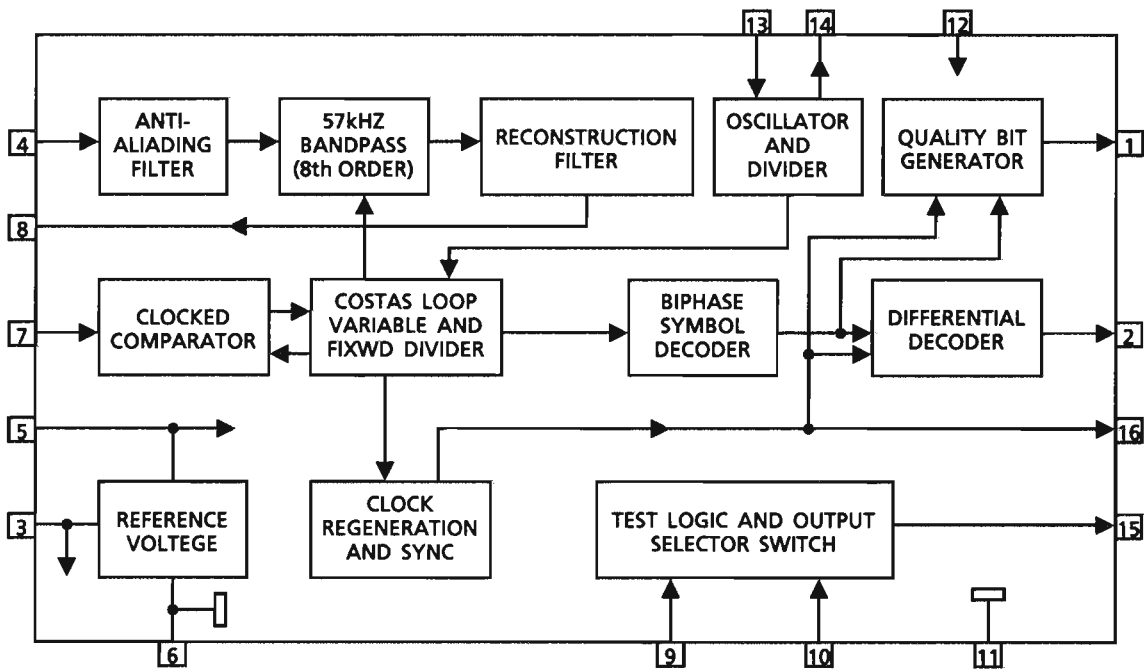 13
14
12
4
ANTI-
ALIADING
FILTER
57kHZ
BANDPASS
(8th ORDER)
RECONSTRUCTION
FILTER
OSCILLATOR
AND
DIVIDER
QUALITY BIT
GENERATOR
1
8
7
CLOCKED
COMPARATOR
COSTAS LOOP
VARIABLE AND
FIXWD DIVIDER
BIPHASE
SYMBOL
DECODER
DIFFERENTIAL
DECODER
2
5
16
3
REFERENCE
VOLTEGE
CLOCK
REGENERATION
AND SYNC
TEST LOGIC AND OUTPUT
SELECTOR SWITCH
15
6
9
10
11